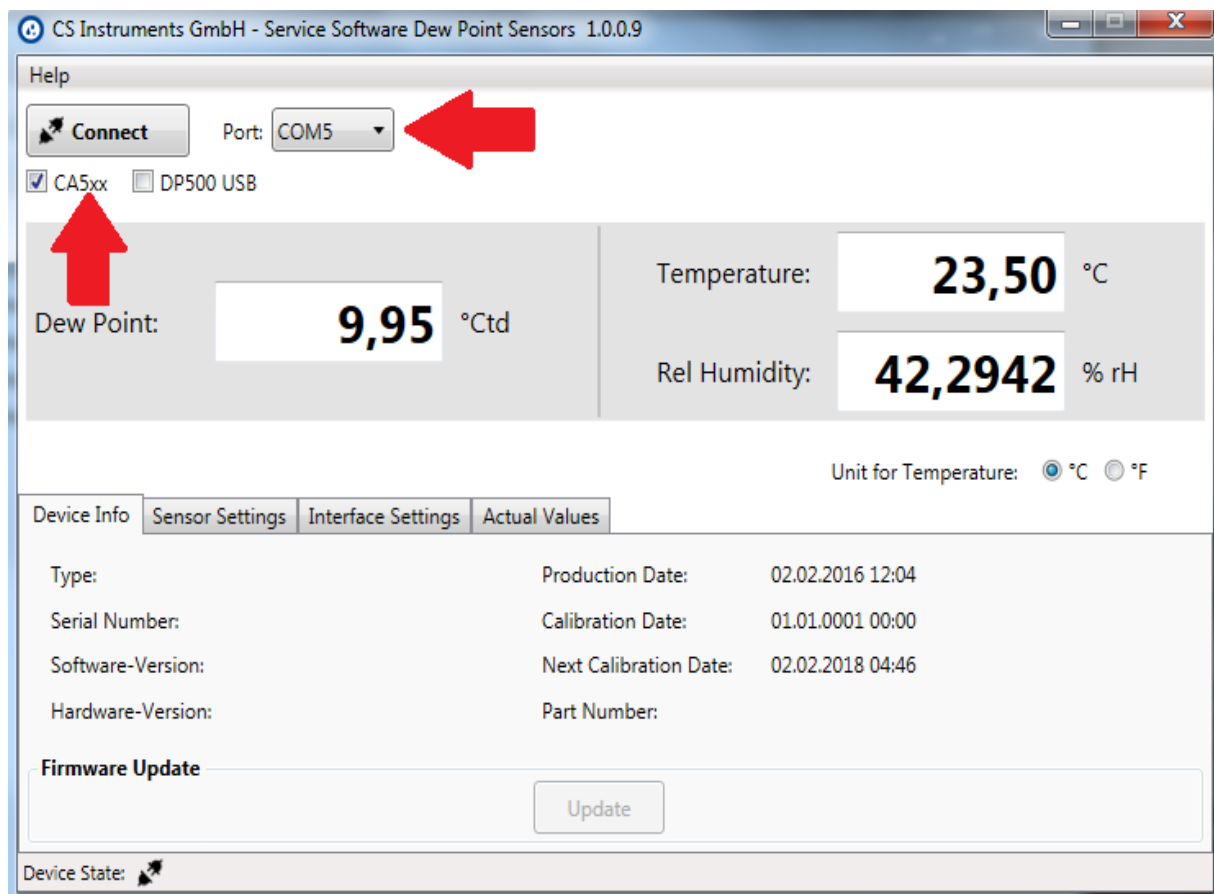 CS Instruments GmbH - Service Software Dew Point Sensors 1.0.0.9
Help
Connect Port: COM5
CA5xx DP500 USB
Temperature: 23,50 °C
Dew Point: 9,95 °Ctd
Rel Humidity: 42,2942 % rH
Unit for Temperature: °C °F
Device Info Sensor Settings Interface Settings Actual Values
Type: Production Date: 02.02.2016 12:04
Serial Number: Calibration Date: 01.01.0001 00:00
Software-Version: Next Calibration Date: 02.02.2018 04:46
Hardware-Version: Part Number:
Firmware Update
Update
Device State: